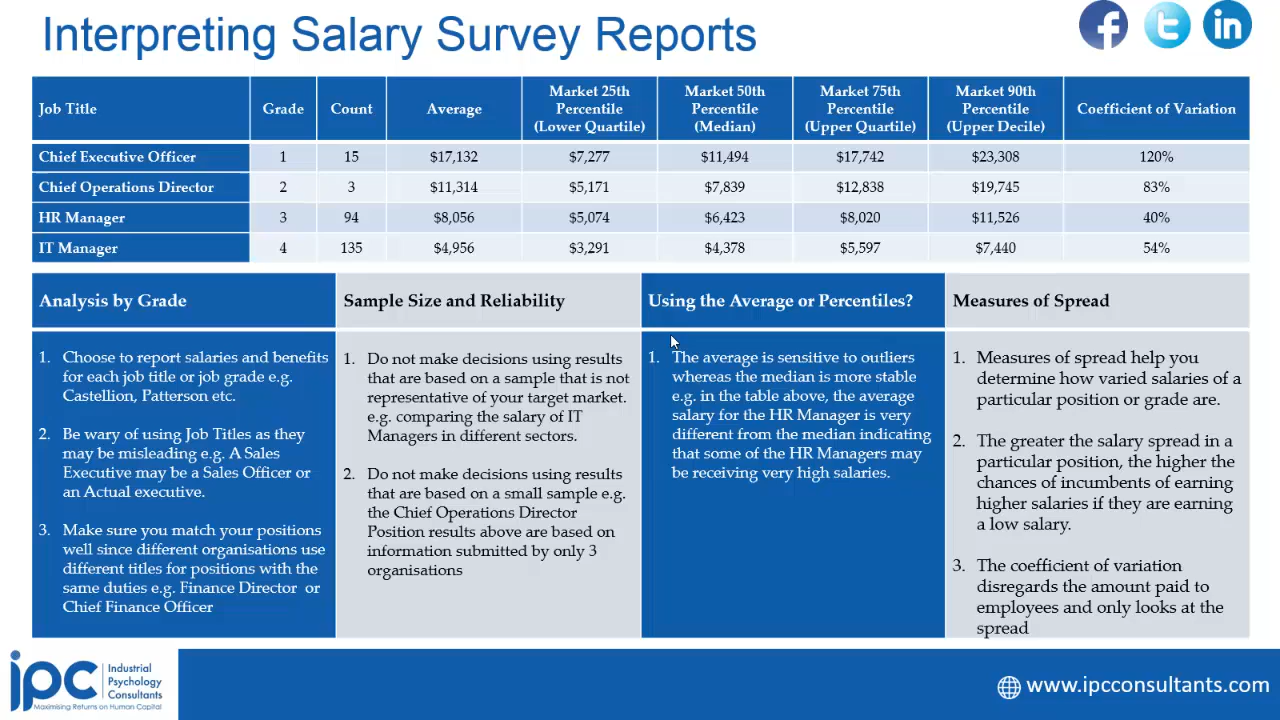 Interpreting Salary Survey Reports
Job Title
Grade
Count
Average
Market 25th
Percentile
(Lower Quartile)
Market 50th
Percentile
(Median)
Market 75th
Percentile
(Upper Quartile)
Market 90th
Percentile
(Upper Decile)
Coefficient of Variation
Chief Executive Officer 1 15 $17,132 $7,277 $11,494 $17,742 $23,308 120%
Chief Operations Director 2 3 $11,314 $5,171 $7,839 $12,838 $19,745 83%
HR Manager 3 94 $8,056 $5,074 $6,423 $8,020 $11,526 40%
IT Manager 4 135 $4,956 $3,291 $4,378 $5,597 $7,440 54%
Analysis by Grade
1. Choose to report salaries and benefits
for each job title or job grade e.g.
Castellion, Patterson etc.
2. Be wary of using Job Titles as they
may be misleading e.g. A Sales
Executive may be a Sales Officer or
an Actual executive.
3. Make sure you match your positions
well since different organisations use
different titles for positions with the
same duties e.g. Finance Director or
Chief Finance Officer
Sample Size and Reliability
1. Do not make decisions using results
that are based on a sample that is not
representative of your target market.
e.g. comparing the salary of IT
Managers in different sectors.
2. Do not make decisions using results
that are based on a small sample e.g.
the Chief Operations Director
Position results above are based on
information submitted by only 3
organisations
Using the Average or Percentiles?
1. The average is sensitive to outliers
whereas the median is more stable
e.g. in the table above, the average
salary for the HR Manager is very
different from the median indicating
that some of the HR Managers may
be receiving very high salaries.
Measures of Spread
1. Measures of spread help you
determine how varied salaries of a
particular position or grade are.
2. The greater the salary spread in a
particular position, the higher the
chances of incumbents of earning
higher salaries if they are earning
a low salary.
3. The coefficient of variation
disregards the amount paid to
employees and only looks at the
spread
ipc
Industrial
Psychology
Consultants
Maximising Returns on Human Capital
www.ipcconsultants.com